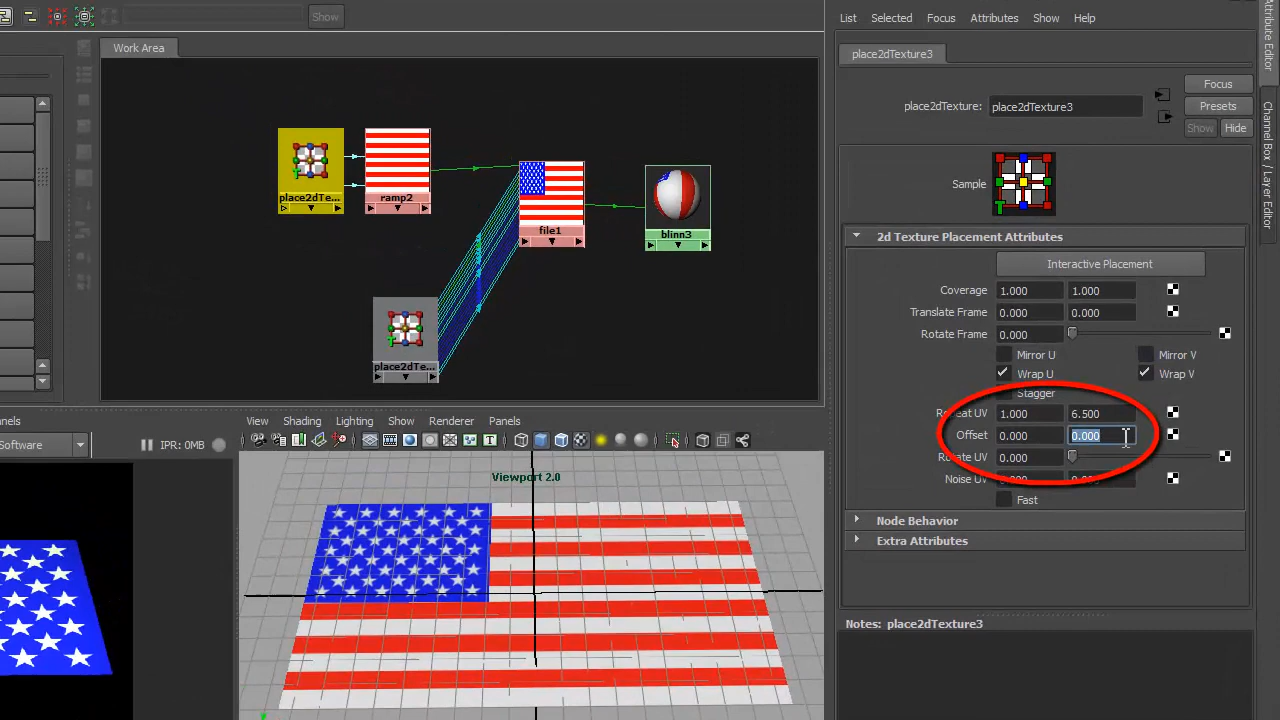 Show
Work Area
List Selected Focus Attributes Show Help
place2dTexture3
Focus
place2dTexture: place2dTexture3
Presets
Show Hide
Sample
2d Texture Placement Attributes
Interactive Placement
Coverage 1.000 1.000
Translate Frame 0.000 0.000
Rotate Frame 0.000
Mirror U Mirror V
Wrap U Wrap V
Stagger
Repeat UV 1.000 6.500
Offset 0.000 0.000
Rotate UV 0.000
Noise UV 0.000 0.000
Fast
Node Behavior
Extra Attributes
Notes: place2dTexture3
Attribute Editor
Channel Box / Layer Editor
place2dTe...
ramp2
file1
blinn3
place2dTe...
View Shading Lighting Show Renderer Panels
Software
IPR: 0MB
Viewport 2.0